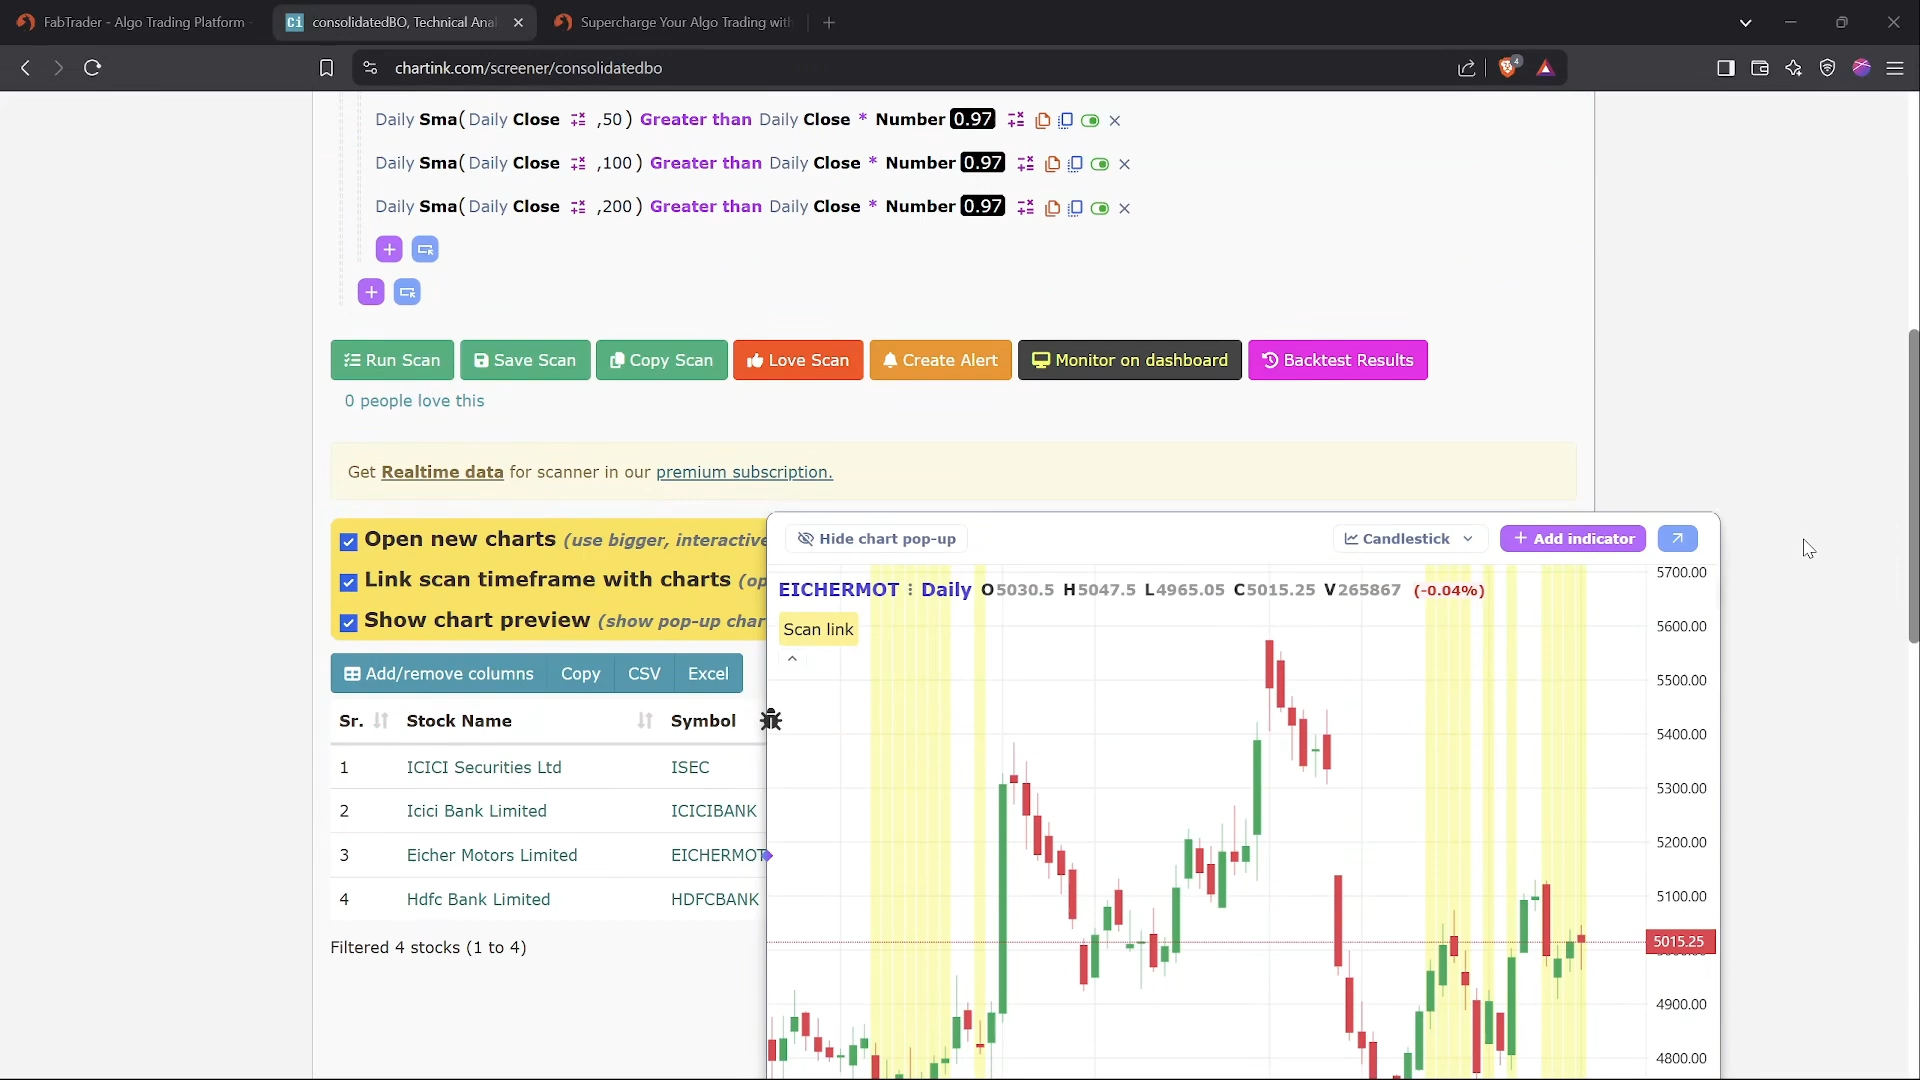 FabTrader - Algo Trading Platform
consolidatedBO, Technical Anal
Supercharge Your Algo Trading with
chartink.com/screener/consolidatedbo
4
Daily Sma( Daily Close ,50 ) Greater than Daily Close * Number 0.97
Daily Sma( Daily Close ,100 ) Greater than Daily Close * Number 0.97
Daily Sma( Daily Close ,200 ) Greater than Daily Close * Number 0.97
Run Scan Save Scan Copy Scan Love Scan Create Alert Monitor on dashboard Backtest Results
0 people love this
Get Realtime data for scanner in our premium subscription.
Open new charts (use bigger, interactive
Link scan timeframe with charts (op
Show chart preview (show pop-up char
Add/remove columns Copy CSV Excel
Sr. Stock Name Symbol
1 ICICI Securities Ltd ISEC
2 Icici Bank Limited ICICIBANK
3 Eicher Motors Limited EICHERMOT
4 Hdfc Bank Limited HDFCBANK
Filtered 4 stocks (1 to 4)
Hide chart pop-up Candlestick + Add indicator
EICHERMOT : Daily O5030.5 H5047.5 L4965.05 C5015.25 V265867 (-0.04%)
Scan link
5700.00
5600.00
5500.00
5400.00
5300.00
5200.00
5100.00
5015.25
4900.00
4800.00